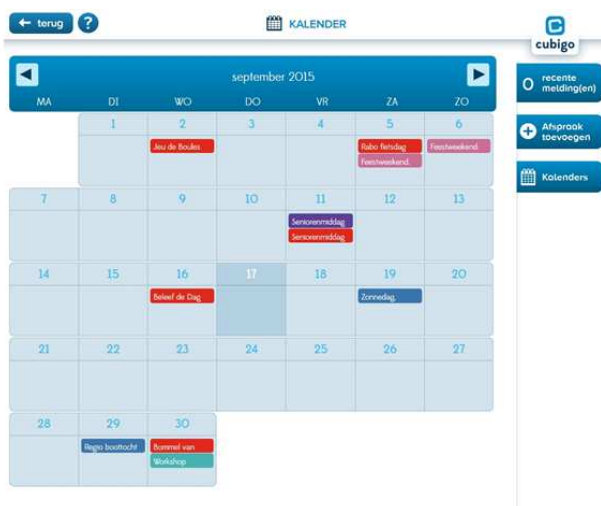 terug
?
KALENDER
cubigo
september 2015
MA DI WO DO VR ZA ZO
0 recente melding(en)
Afspraak toevoegen
Kalenders
1 2 3 4 5 6
Jeu de Boules
Rabo fietsdag
Feestweekend
Feestweekend.
7 8 9 10 11 12 13
Seniorenmiddag
Seniorenmiddag
14 15 16 17 18 19 20
Beleef de Dag
Zonnedag,
21 22 23 24 25 26 27
28 29 30
Regio boottocht
Bommel van
Workshop